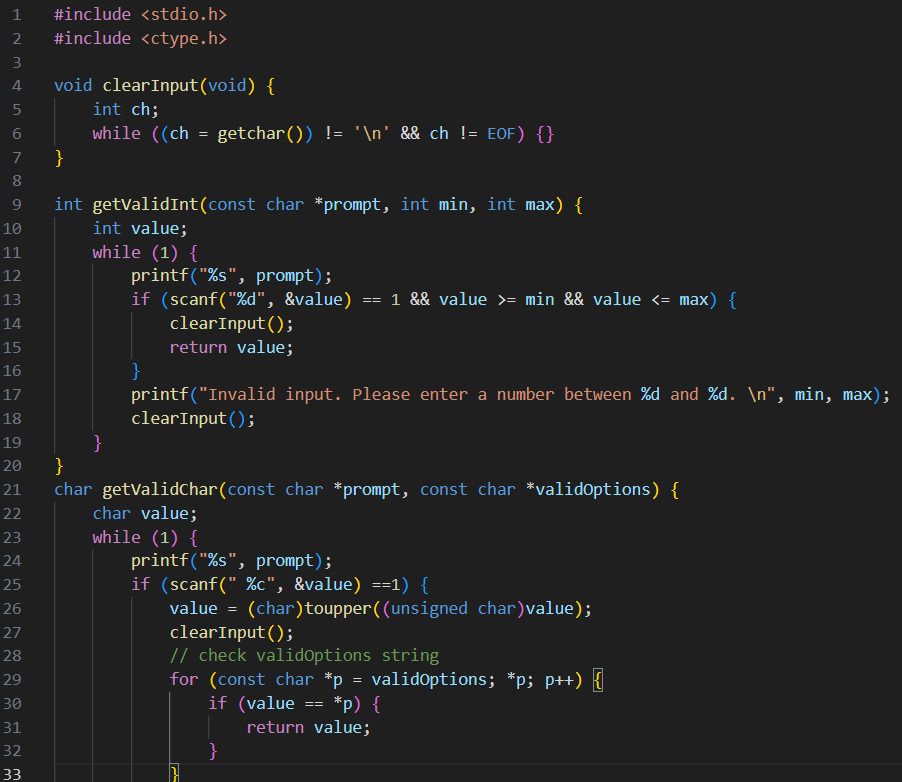 1 #include <stdio.h>
2 #include <ctype.h>
3
4 void clearInput(void) {
5     int ch;
6     while ((ch = getchar()) != '\n' && ch != EOF) {}
7 }
8
9 int getValidInt(const char *prompt, int min, int max) {
10     int value;
11     while (1) {
12         printf("%s", prompt);
13         if (scanf("%d", &value) == 1 && value >= min && value <= max) {
14             clearInput();
15             return value;
16         }
17         printf("Invalid input. Please enter a number between %d and %d. \n", min, max);
18         clearInput();
19     }
20 }
21 char getValidChar(const char *prompt, const char *validOptions) {
22     char value;
23     while (1) {
24         printf("%s", prompt);
25         if (scanf(" %c", &value) ==1) {
26             value = (char)toupper((unsigned char)value);
27             clearInput();
28             // check validOptions string
29             for (const char *p = validOptions; *p; p++) {
30                 if (value == *p) {
31                     return value;
32                 }
33             }